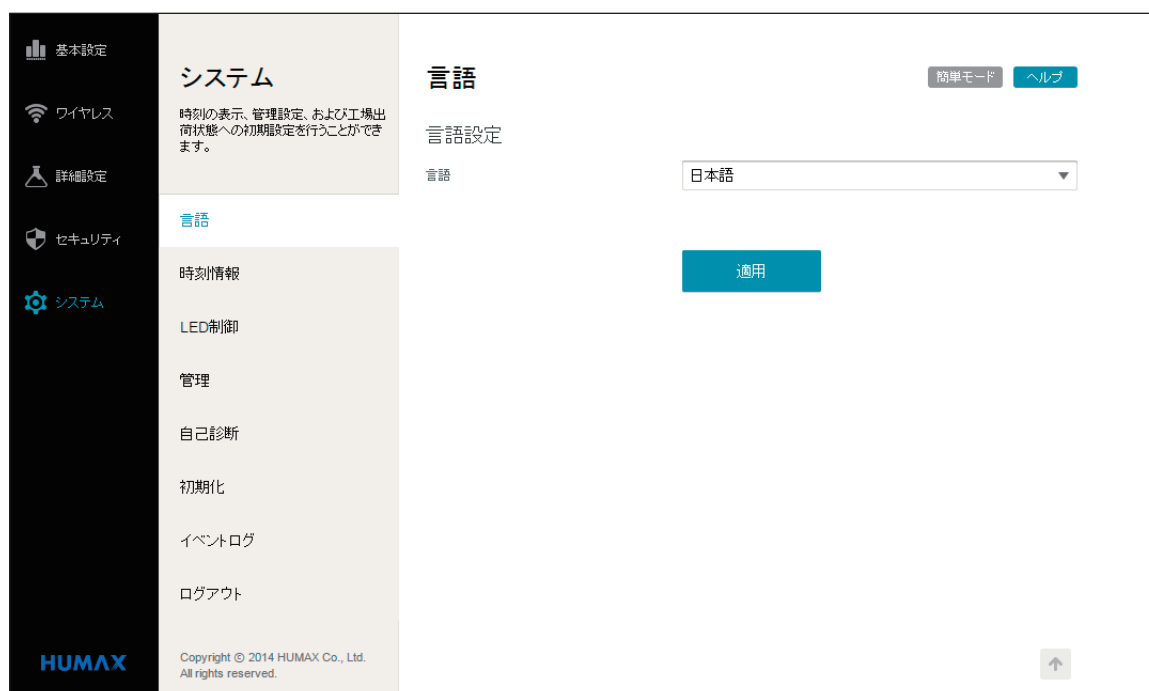 基本設定
ワイヤレス
詳細設定
セキュリティ
システム
HUMAX
システム
時刻の表示、管理設定、および工場出
荷状態への初期設定を行うことができ
ます。
言語
時刻情報
LED制御
管理
自己診断
初期化
イベントログ
ログアウト
Copyright © 2014 HUMAX Co., Ltd.
All rights reserved.
言語
簡単モード
ヘルプ
言語設定
言語
日本語
適用